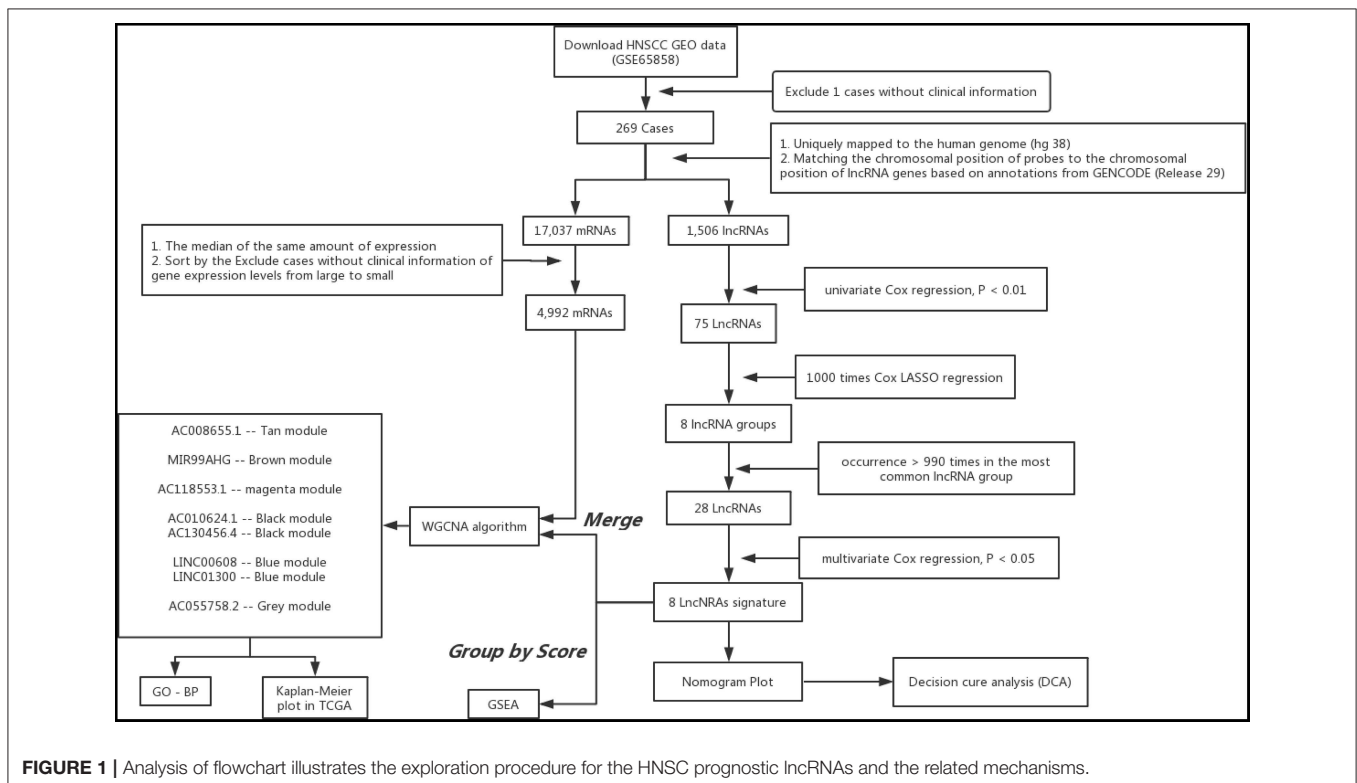 Download HNSCC GEO data
(GSE65858)
Exclude 1 cases without clinical information
269 Cases
1. Uniquely mapped to the human genome (hg 38)
2. Matching the chromosomal position of probes to the chromosomal
position of lncRNA genes based on annotations from GENCODE (Release 29)
17,037 mRNAs
1,506 lncRNAs
1. The median of the same amount of expression
2. Sort by the Exclude cases without clinical information of
gene expression levels from large to small
univariate Cox regression, P < 0.01
4,992 mRNAs
75 LncRNAs
1000 times Cox LASSO regression
8 lncRNA groups
occurrence > 990 times in the most
common lncRNA group
28 LncRNAs
multivariate Cox regression, P < 0.05
8 LncNRAs signature
AC008655.1 -- Tan module
MIR99AHG -- Brown module
AC118553.1 -- magenta module
AC010624.1 -- Black module
AC130456.4 -- Black module
LINC00608 -- Blue module
LINC01300 -- Blue module
AC055758.2 -- Grey module
WGCNA algorithm
Merge
Group by Score
GO - BP
Kaplan-Meier
plot in TCGA
GSEA
Nomogram Plot
Decision cure analysis (DCA)
FIGURE 1 | Analysis of flowchart illustrates the exploration procedure for the HNSC prognostic lncRNAs and the related mechanisms.